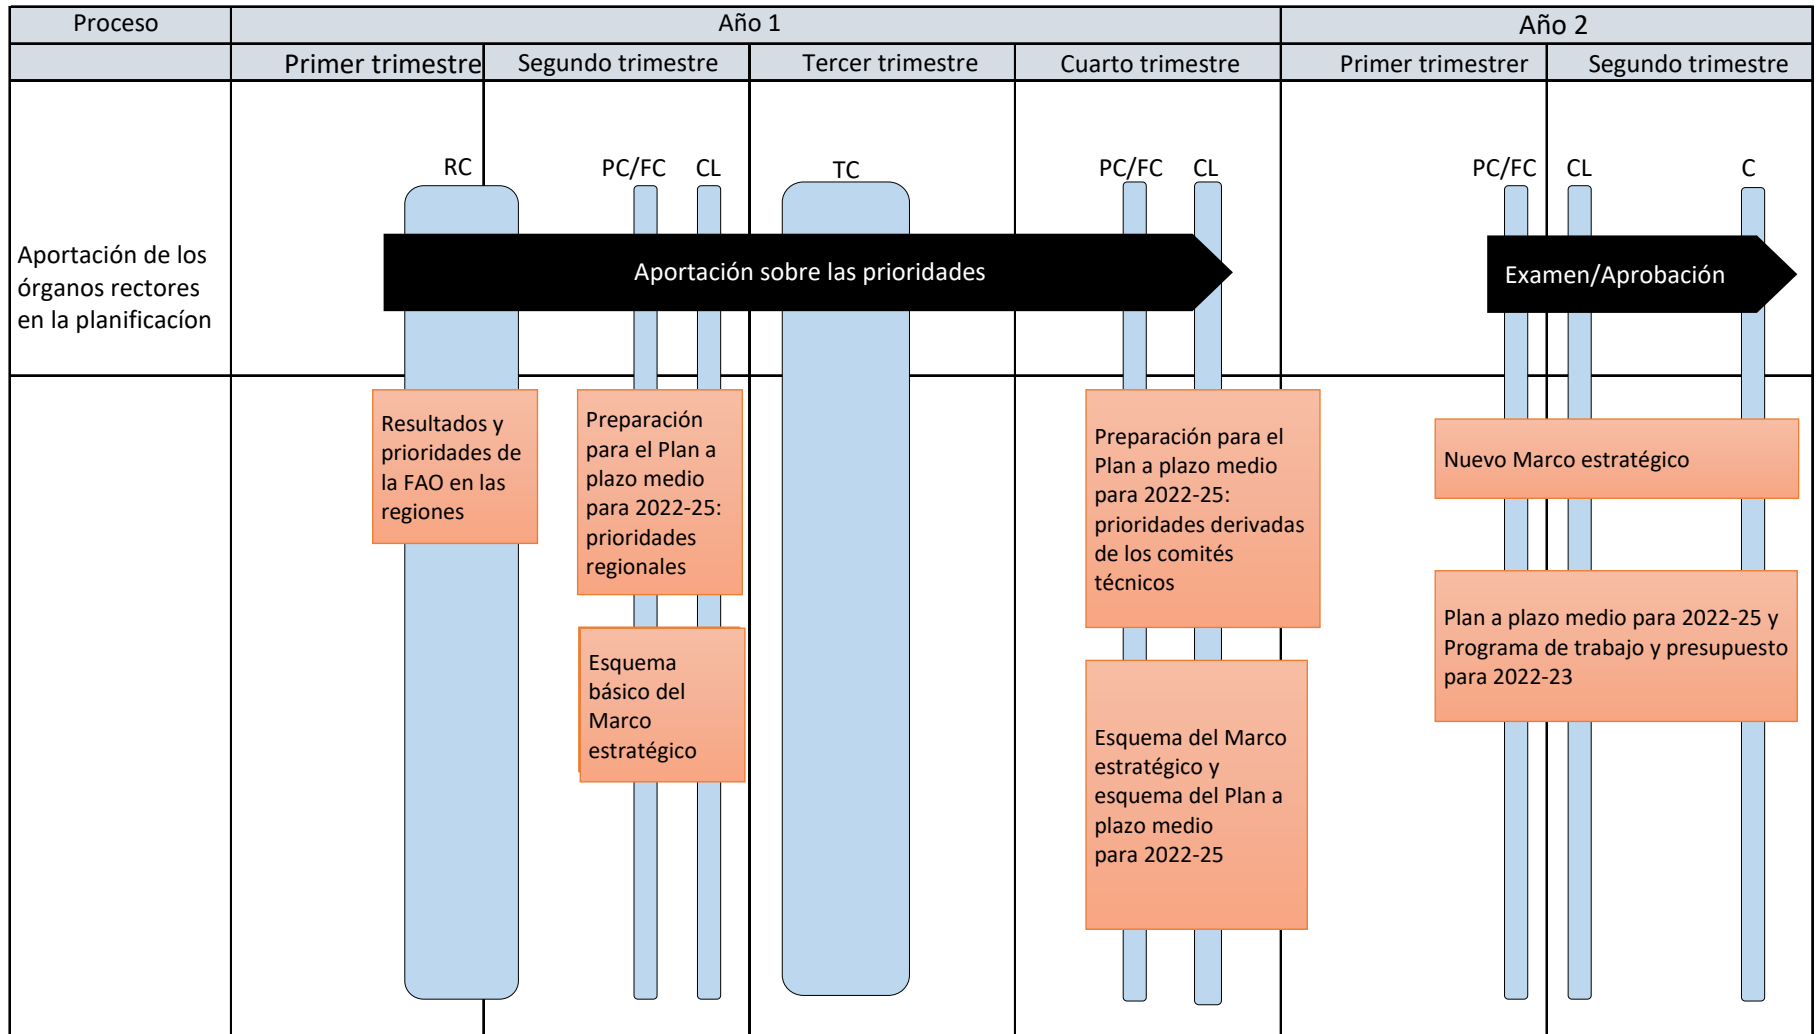 Proceso
Año 1
Año 2
Primer trimestre
Segundo trimestre
Tercer trimestre
Cuarto trimestre
Primer trimestrer
Segundo trimestre
RC
PC/FC
CL
TC
PC/FC
CL
PC/FC
CL
C
Aportación de los
órganos rectores
en la planificacíon
Aportación sobre las prioridades
Examen/Aprobación
Resultados y
prioridades de
la FAO en las
regiones
Preparación
para el Plan a
plazo medio
para 2022-25:
prioridades
regionales
Esquema
básico del
Marco
estratégico
Preparación para el
Plan a plazo medio
para 2022-25:
prioridades derivadas
de los comités
técnicos
Esquema del Marco
estratégico y
esquema del Plan a
plazo medio
para 2022-25
Nuevo Marco estratégico
Plan a plazo medio para 2022-25 y
Programa de trabajo y presupuesto
para 2022-23